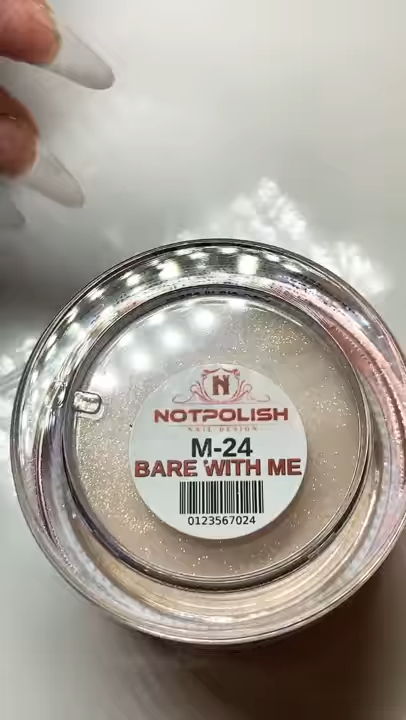 N
NOTPOLISH
NAIL DESIGN
M-24
BARE WITH ME
0123567024